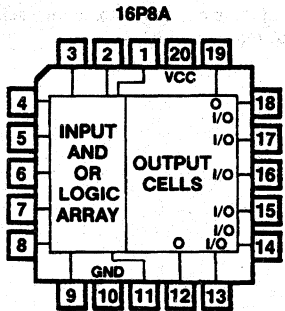 16P8A
3 2 1 20 19
VCC
4 O 18
I/O
5 INPUT I/O 17
AND
OR OUTPUT
6 LOGIC CELLS I/O 16
ARRAY
7 I/O 15
I/O
8 O I/O 14
GND
9 10 11 12 13